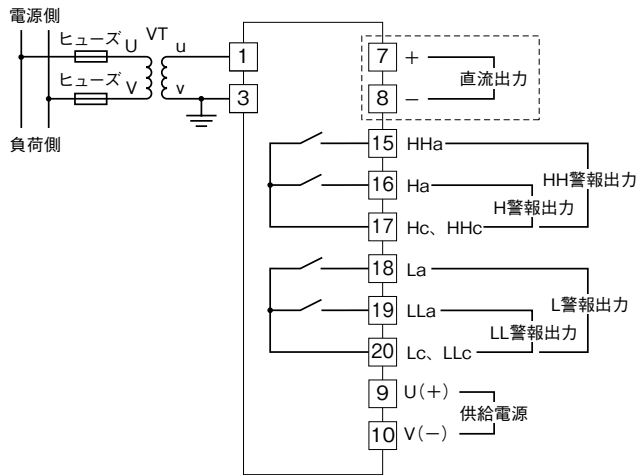 電源側
ヒューズ U VT u
ヒューズ V v
負荷側
1
3
7 +
8 −
直流出力
15 HHa
16 Ha
17 Hc、HHc
H警報出力
HH警報出力
18 La
19 LLa
20 Lc、LLc
LL警報出力
L警報出力
9 U(+)
10 V(−)
供給電源